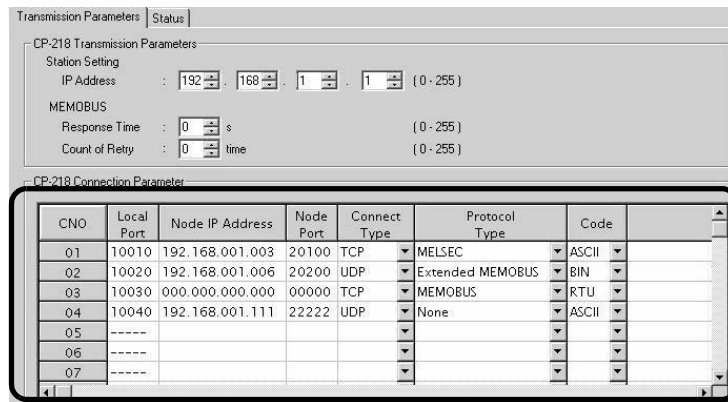 Transmission Parameters Status
CP-218 Transmission Parameters
Station Setting
IP Address : 192 . 168 . 1 . 1 ( 0 - 255 )
MEMOBUS
Response Time : 0 s ( 0 - 255 )
Count of Retry : 0 time ( 0 - 255 )
CP-218 Connection Parameter
CNO Local Port Node IP Address Node Port Connect Type Protocol Type Code
01 10010 192.168.001.003 20100 TCP MELSEC ASCII
02 10020 192.168.001.006 20200 UDP Extended MEMOBUS BIN
03 10030 000.000.000.000 00000 TCP MEMOBUS RTU
04 10040 192.168.001.111 22222 UDP None ASCII
05 -----
06 -----
07 -----